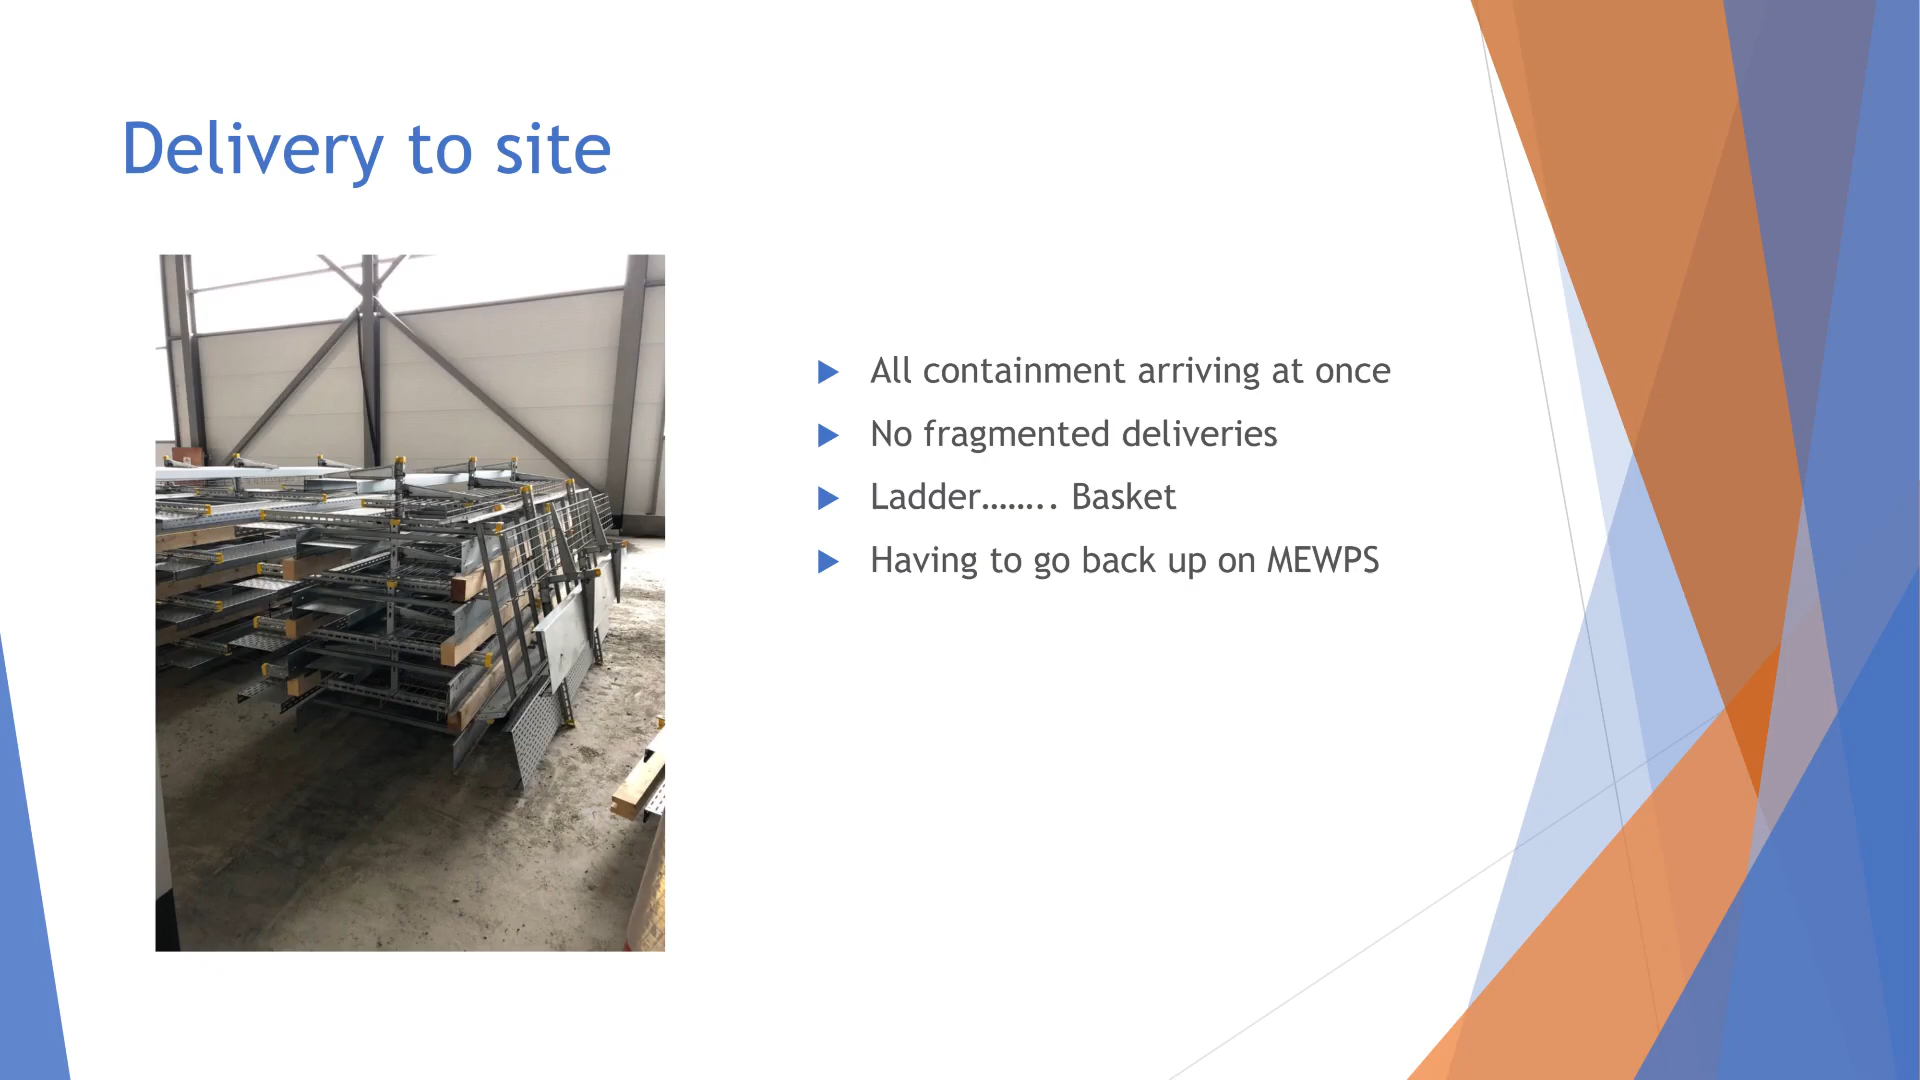 Delivery to site
All containment arriving at once
No fragmented deliveries
Ladder…….. Basket
Having to go back up on MEWPS